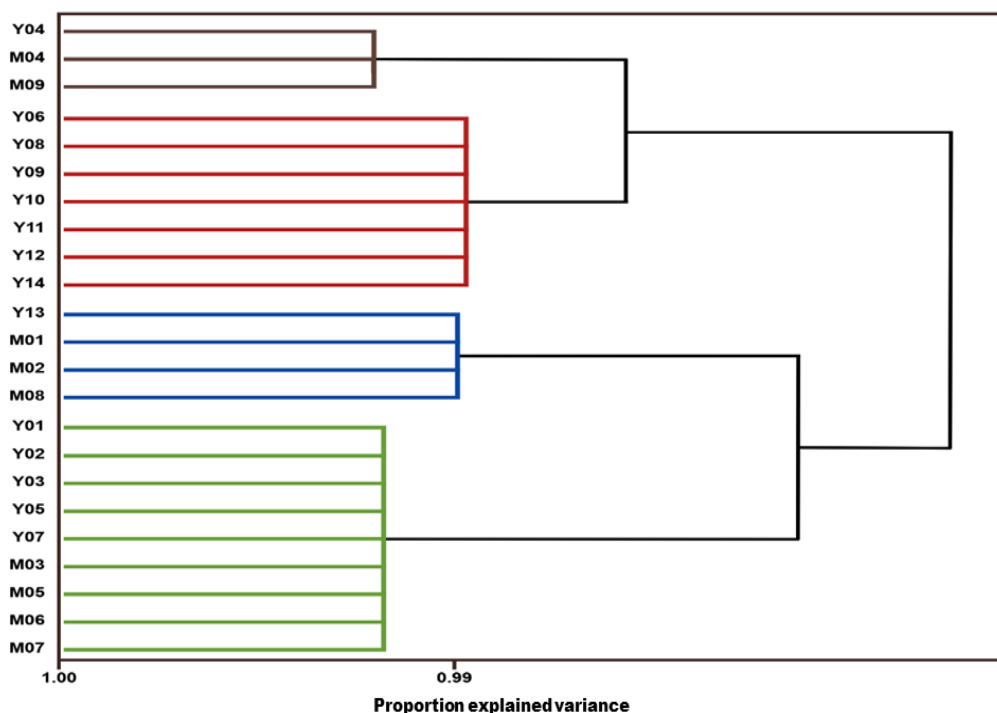 Y04
M04
M09
Y06
Y08
Y09
Y10
Y11
Y12
Y14
Y13
M01
M02
M08
Y01
Y02
Y03
Y05
Y07
M03
M05
M06
M07
1.00 0.99
Proportion explained variance